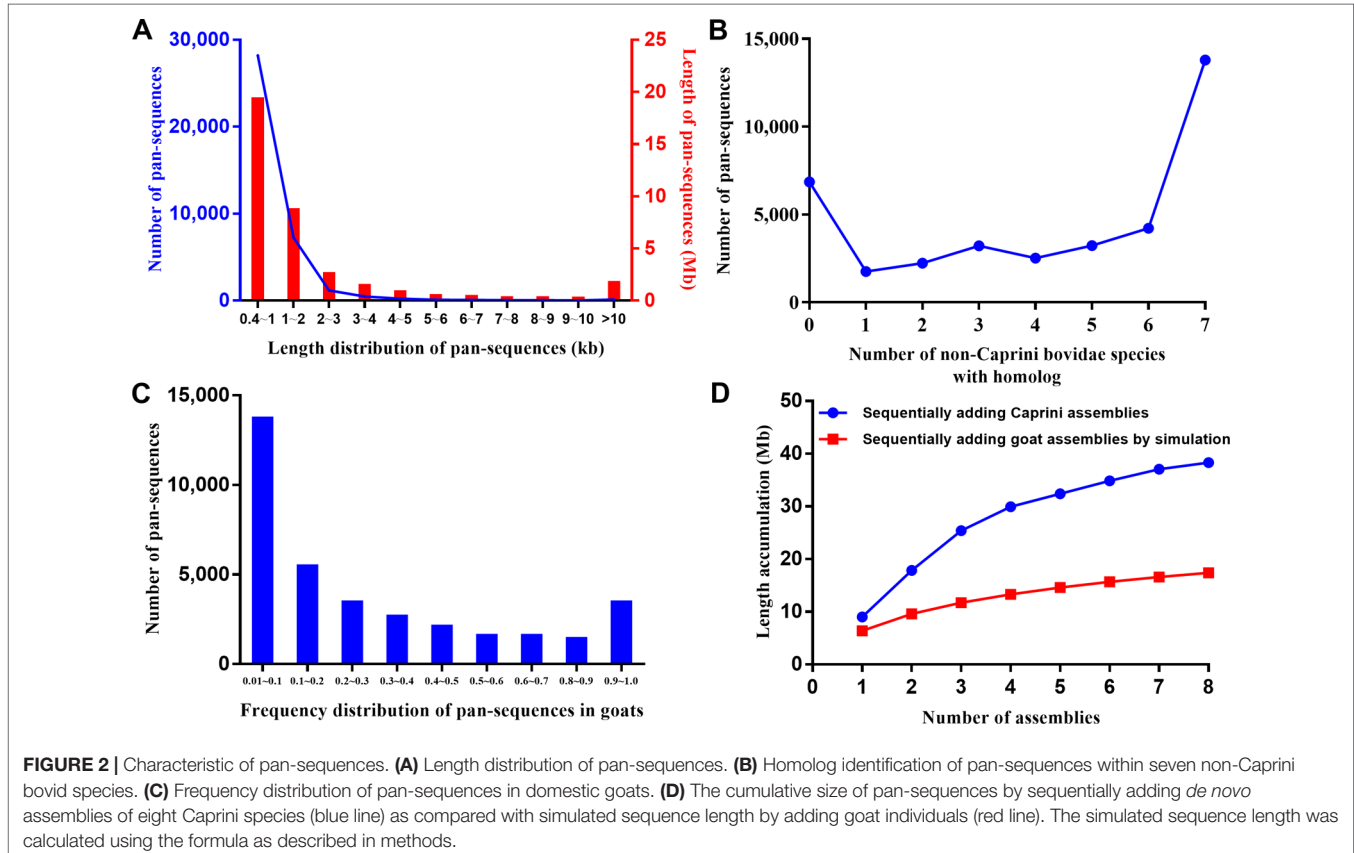 A
Number of pan-sequences
30,000
20,000
10,000
0
Length of pan-sequences (Mb)
25
20
15
10
5
0
0.4~1 1~2 2~3 3~4 4~5 5~6 6~7 7~8 8~9 9~10 >10
Length distribution of pan-sequences (kb)
B
Number of pan-sequences
15,000
10,000
5,000
0
0 1 2 3 4 5 6 7
Number of non-Caprini bovidae species
with homolog
C
Number of pan-sequences
15,000
10,000
5,000
0
0.01~0.1 0.1~0.2 0.2~0.3 0.3~0.4 0.4~0.5 0.5~0.6 0.6~0.7 0.8~0.9 0.9~1.0
Frequency distribution of pan-sequences in goats
D
Length accumulation (Mb)
50
40
30
20
10
0
Sequentially adding Caprini assemblies
Sequentially adding goat assemblies by simulation
0 1 2 3 4 5 6 7 8
Number of assemblies
FIGURE 2 | Characteristic of pan-sequences. (A) Length distribution of pan-sequences. (B) Homolog identification of pan-sequences within seven non-Caprini
bovid species. (C) Frequency distribution of pan-sequences in domestic goats. (D) The cumulative size of pan-sequences by sequentially adding de novo
assemblies of eight Caprini species (blue line) as compared with simulated sequence length by adding goat individuals (red line). The simulated sequence length was
calculated using the formula as described in methods.